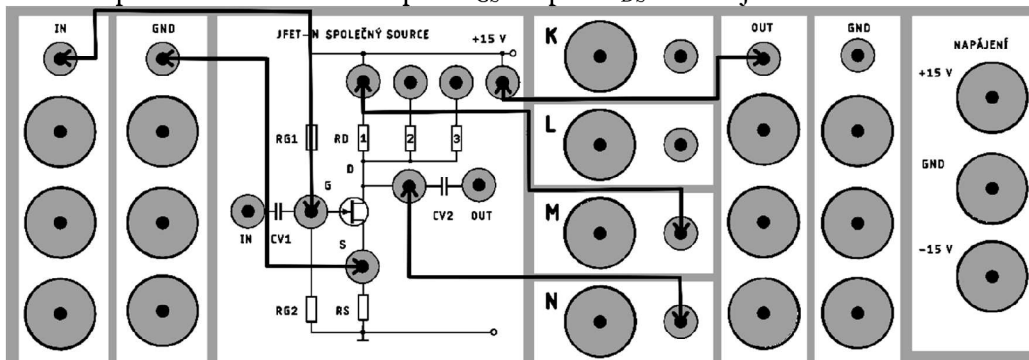 IN
GND
JFET-N SPOLEČNÝ SOURCE
+15 V
K
OUT
GND
NAPÁJENÍ
+15 V
RG1
RD
1
2
3
L
D
G
GND
IN
CV1
CV2
OUT
M
S
-15 V
RG2
RS
N